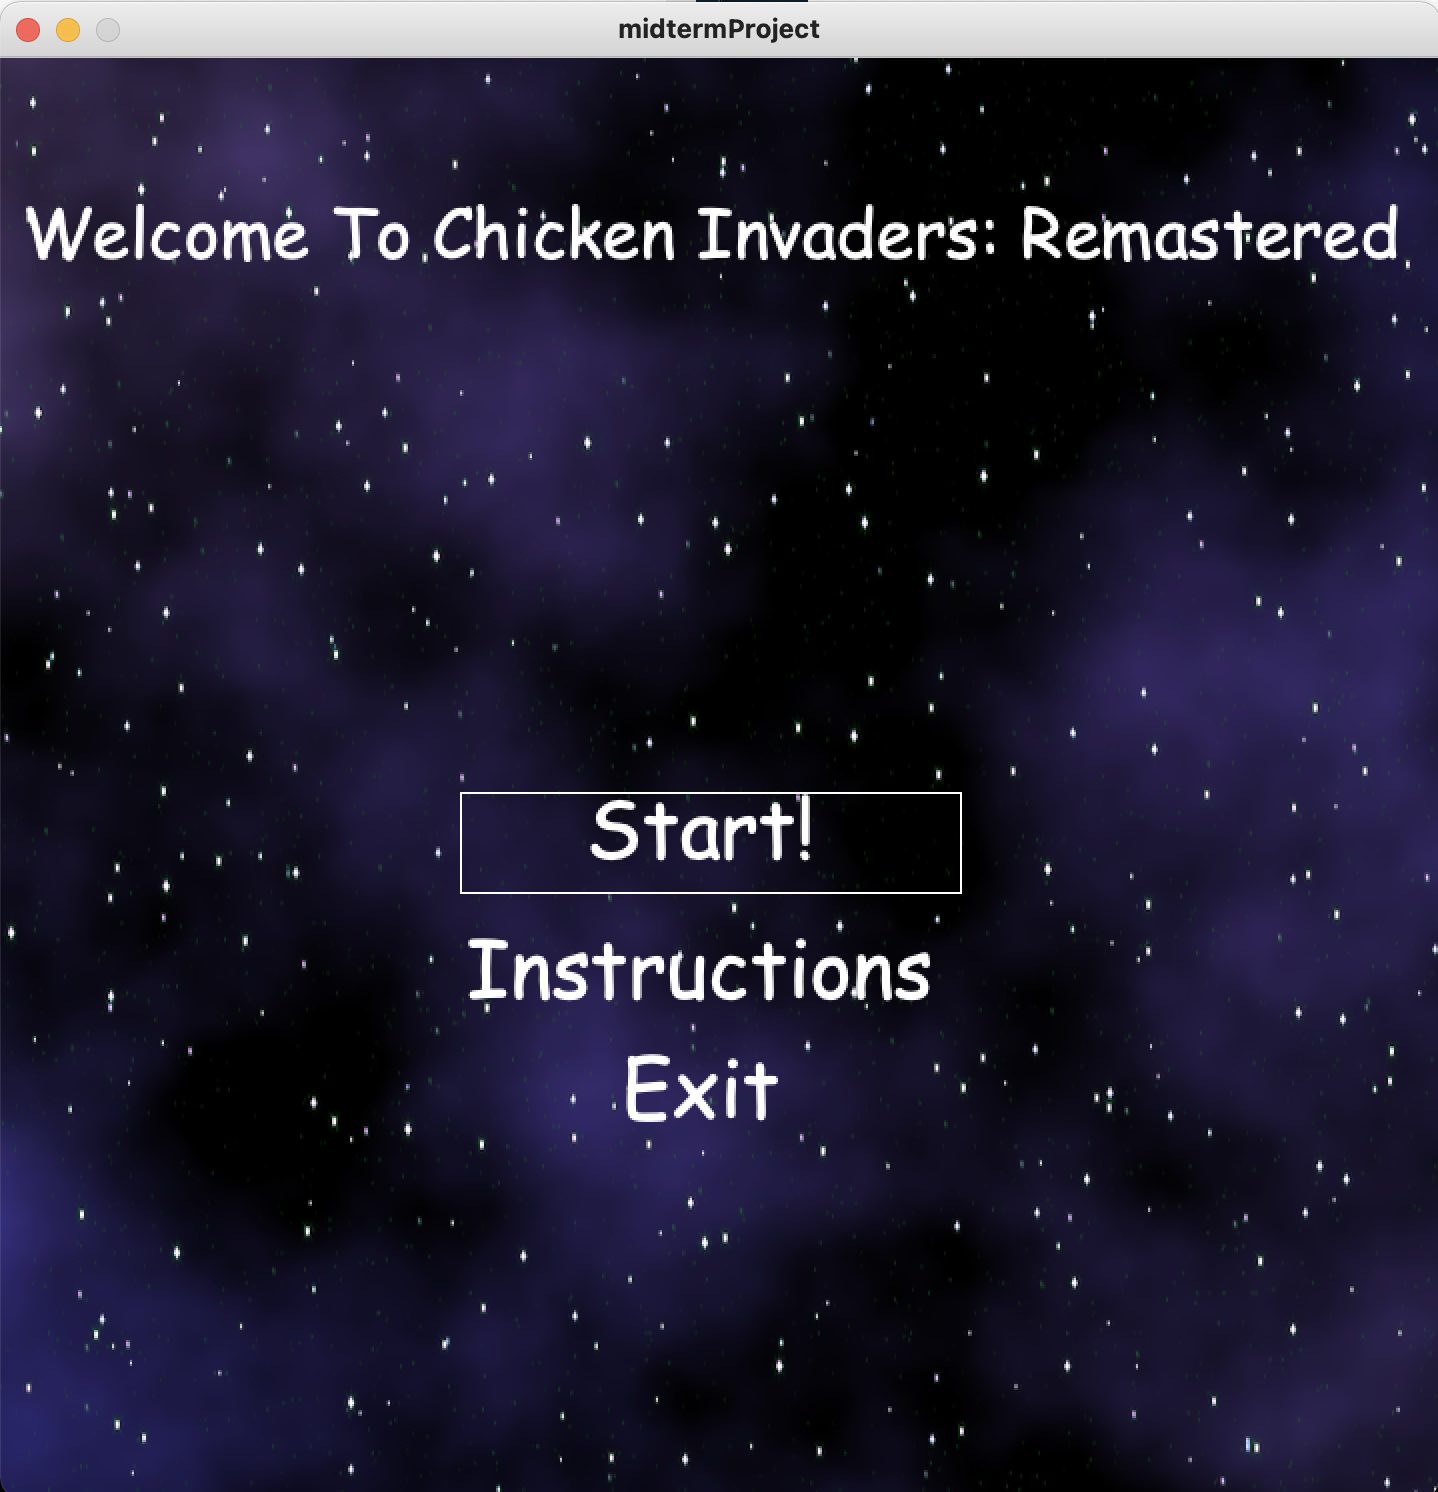 midtermProject
Welcome To Chicken Invaders: Remastered
Start!
Instructions
Exit